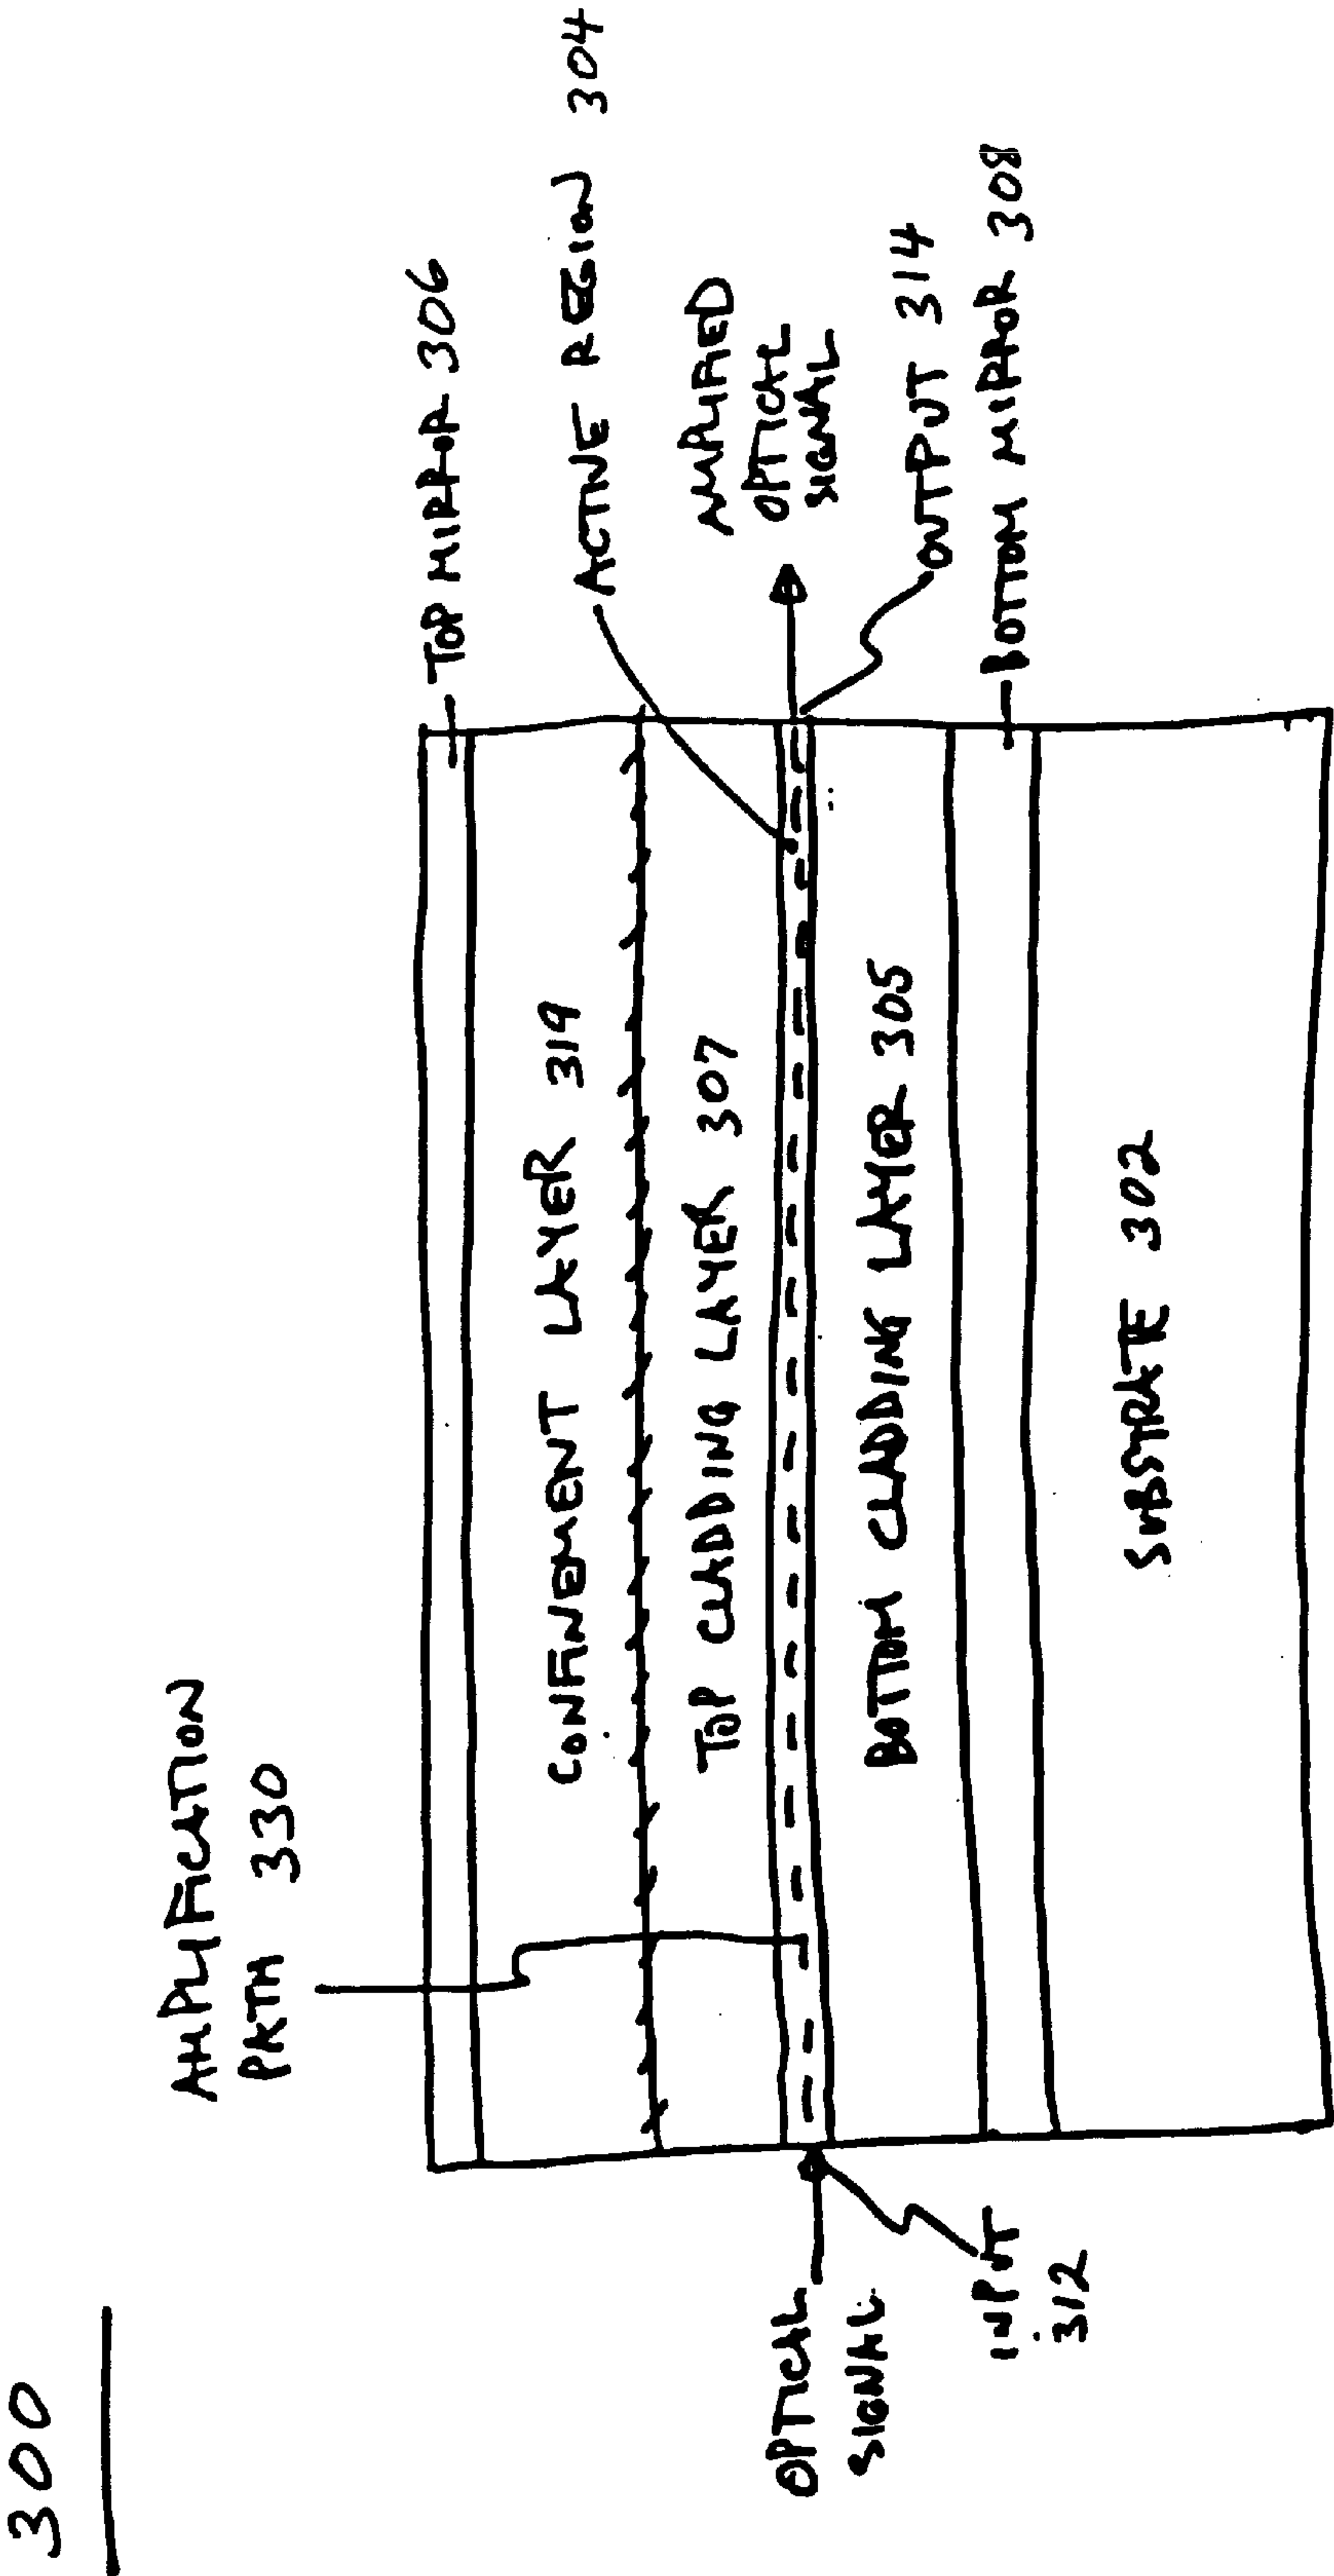 300
AMPLIFICATION
PATH 330
TOP MIRROR 306
ACTIVE REGION 304
CONFINEMENT LAYER 319
TOP CLADDING LAYER 307
AMPLIFIED
OPTICAL
SIGNAL
OPTICAL
SIGNAL
OUTPUT 314
BOTTOM CLADDING LAYER 305
INPUT
312
BOTTOM MIRROR 308
SUBSTRATE 302